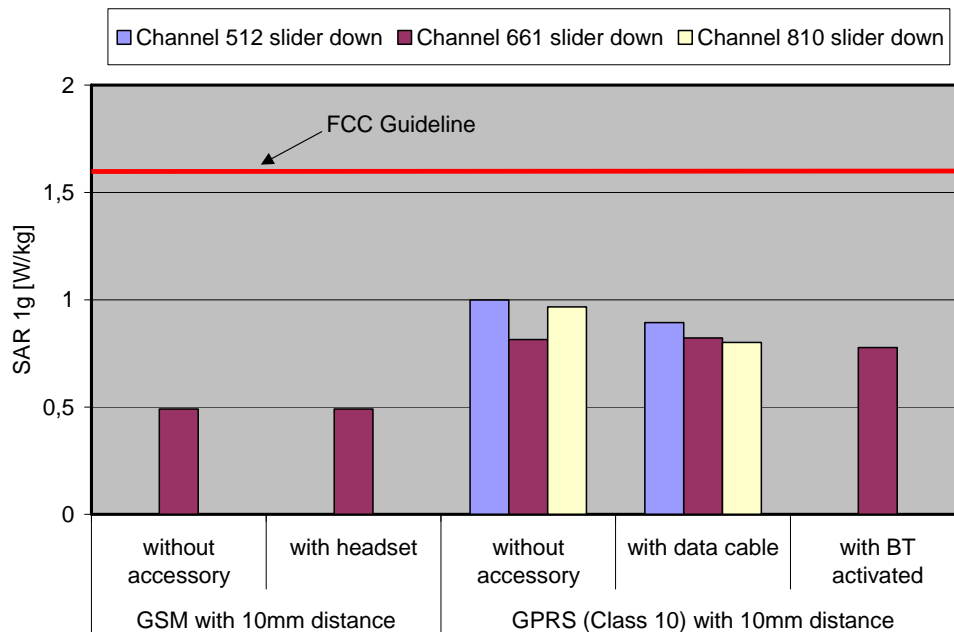 Channel 512 slider down Channel 661 slider down Channel 810 slider down
2
FCC Guideline
1,5
1
0,5
0
SAR 1g [W/kg]
without accessory
with headset
without accessory
with data cable
with BT activated
GSM with 10mm distance
GPRS (Class 10) with 10mm distance